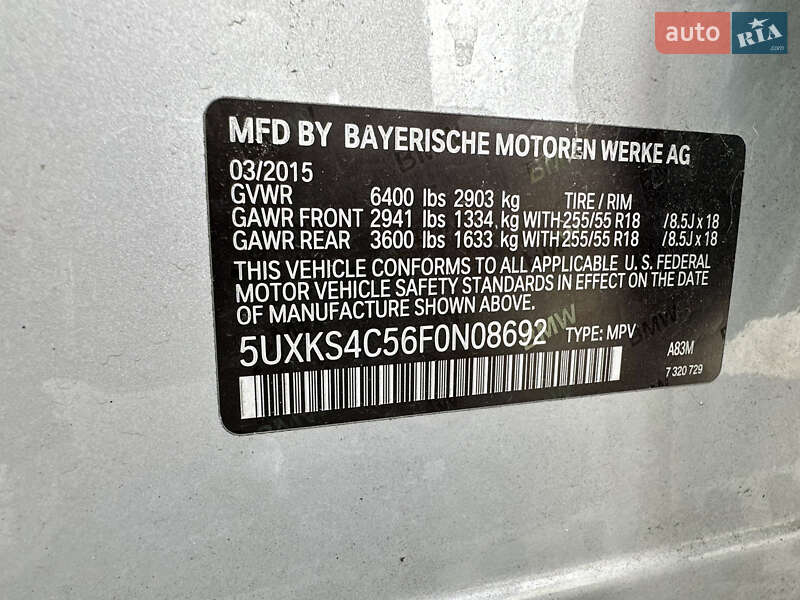 auto RIA.com
MFD BY BAYERISCHE MOTOREN WERKE AG
03/2015
GVWR 6400 lbs 2903 kg TIRE / RIM
GAWR FRONT 2941 lbs 1334 kg WITH 255/55 R18 / 8.5J x 18
GAWR REAR 3600 lbs 1633 kg WITH 255/55 R18 / 8.5J x 18
THIS VEHICLE CONFORMS TO ALL APPLICABLE U. S. FEDERAL
MOTOR VEHICLE SAFETY STANDARDS IN EFFECT ON THE DATE
OF MANUFACTURE SHOWN ABOVE.
5UXKS4C56F0N08692 TYPE: MPV A83M
7 320 729
BMW
BMW